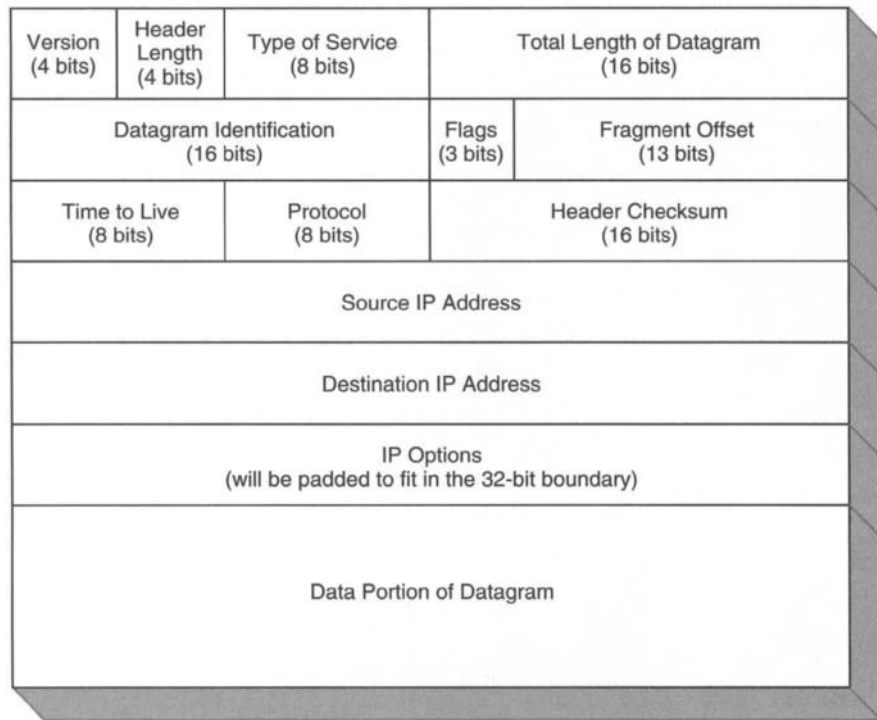 Version
(4 bits)
Header
Length
(4 bits)
Type of Service
(8 bits)
Total Length of Datagram
(16 bits)
Datagram Identification
(16 bits)
Flags
(3 bits)
Fragment Offset
(13 bits)
Time to Live
(8 bits)
Protocol
(8 bits)
Header Checksum
(16 bits)
Source IP Address
Destination IP Address
IP Options
(will be padded to fit in the 32-bit boundary)
Data Portion of Datagram